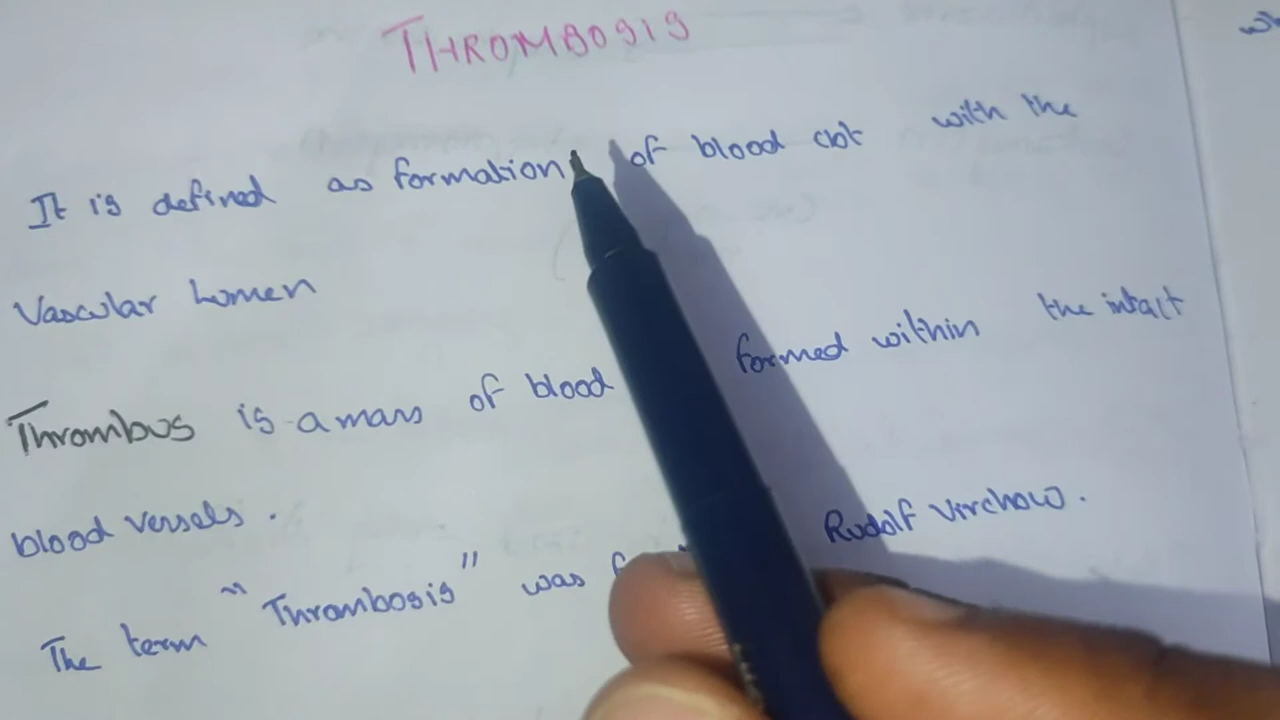 THROMBOSIS
It is defined as formation of blood clot with the
Vascular Lumen
Thrombus is a mass of blood formed within the intact
blood vessels.
The term "Thrombosis" was Rudolf Virchow.